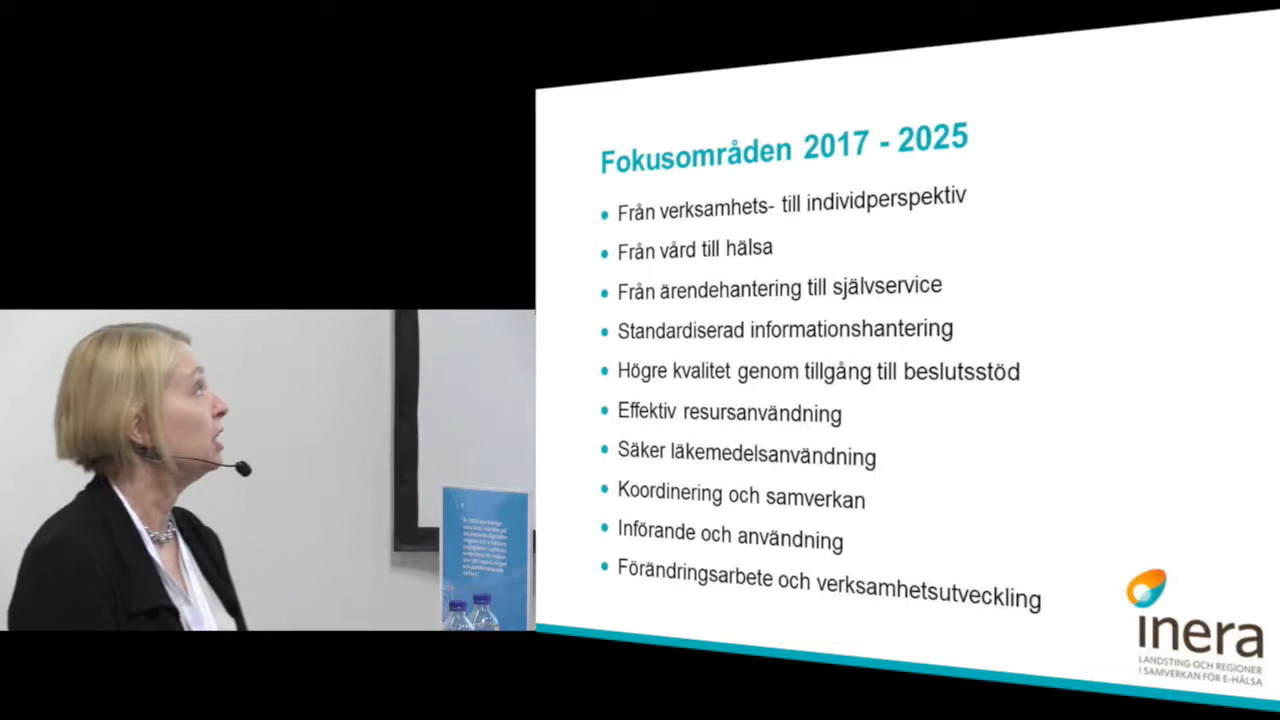 Fokusområden 2017 - 2025
• Från verksamhets- till individperspektiv
• Från vård till hälsa
• Från ärendehantering till självservice
• Standardiserad informationshantering
• Högre kvalitet genom tillgång till beslutsstöd
• Effektiv resursanvändning
• Säker läkemedelsanvändning
• Koordinering och samverkan
• Införande och användning
• Förändringsarbete och verksamhetsutveckling
inera
LANDSTING OCH REGIONER
I SAMVERKAN FÖR E-HÄLSA